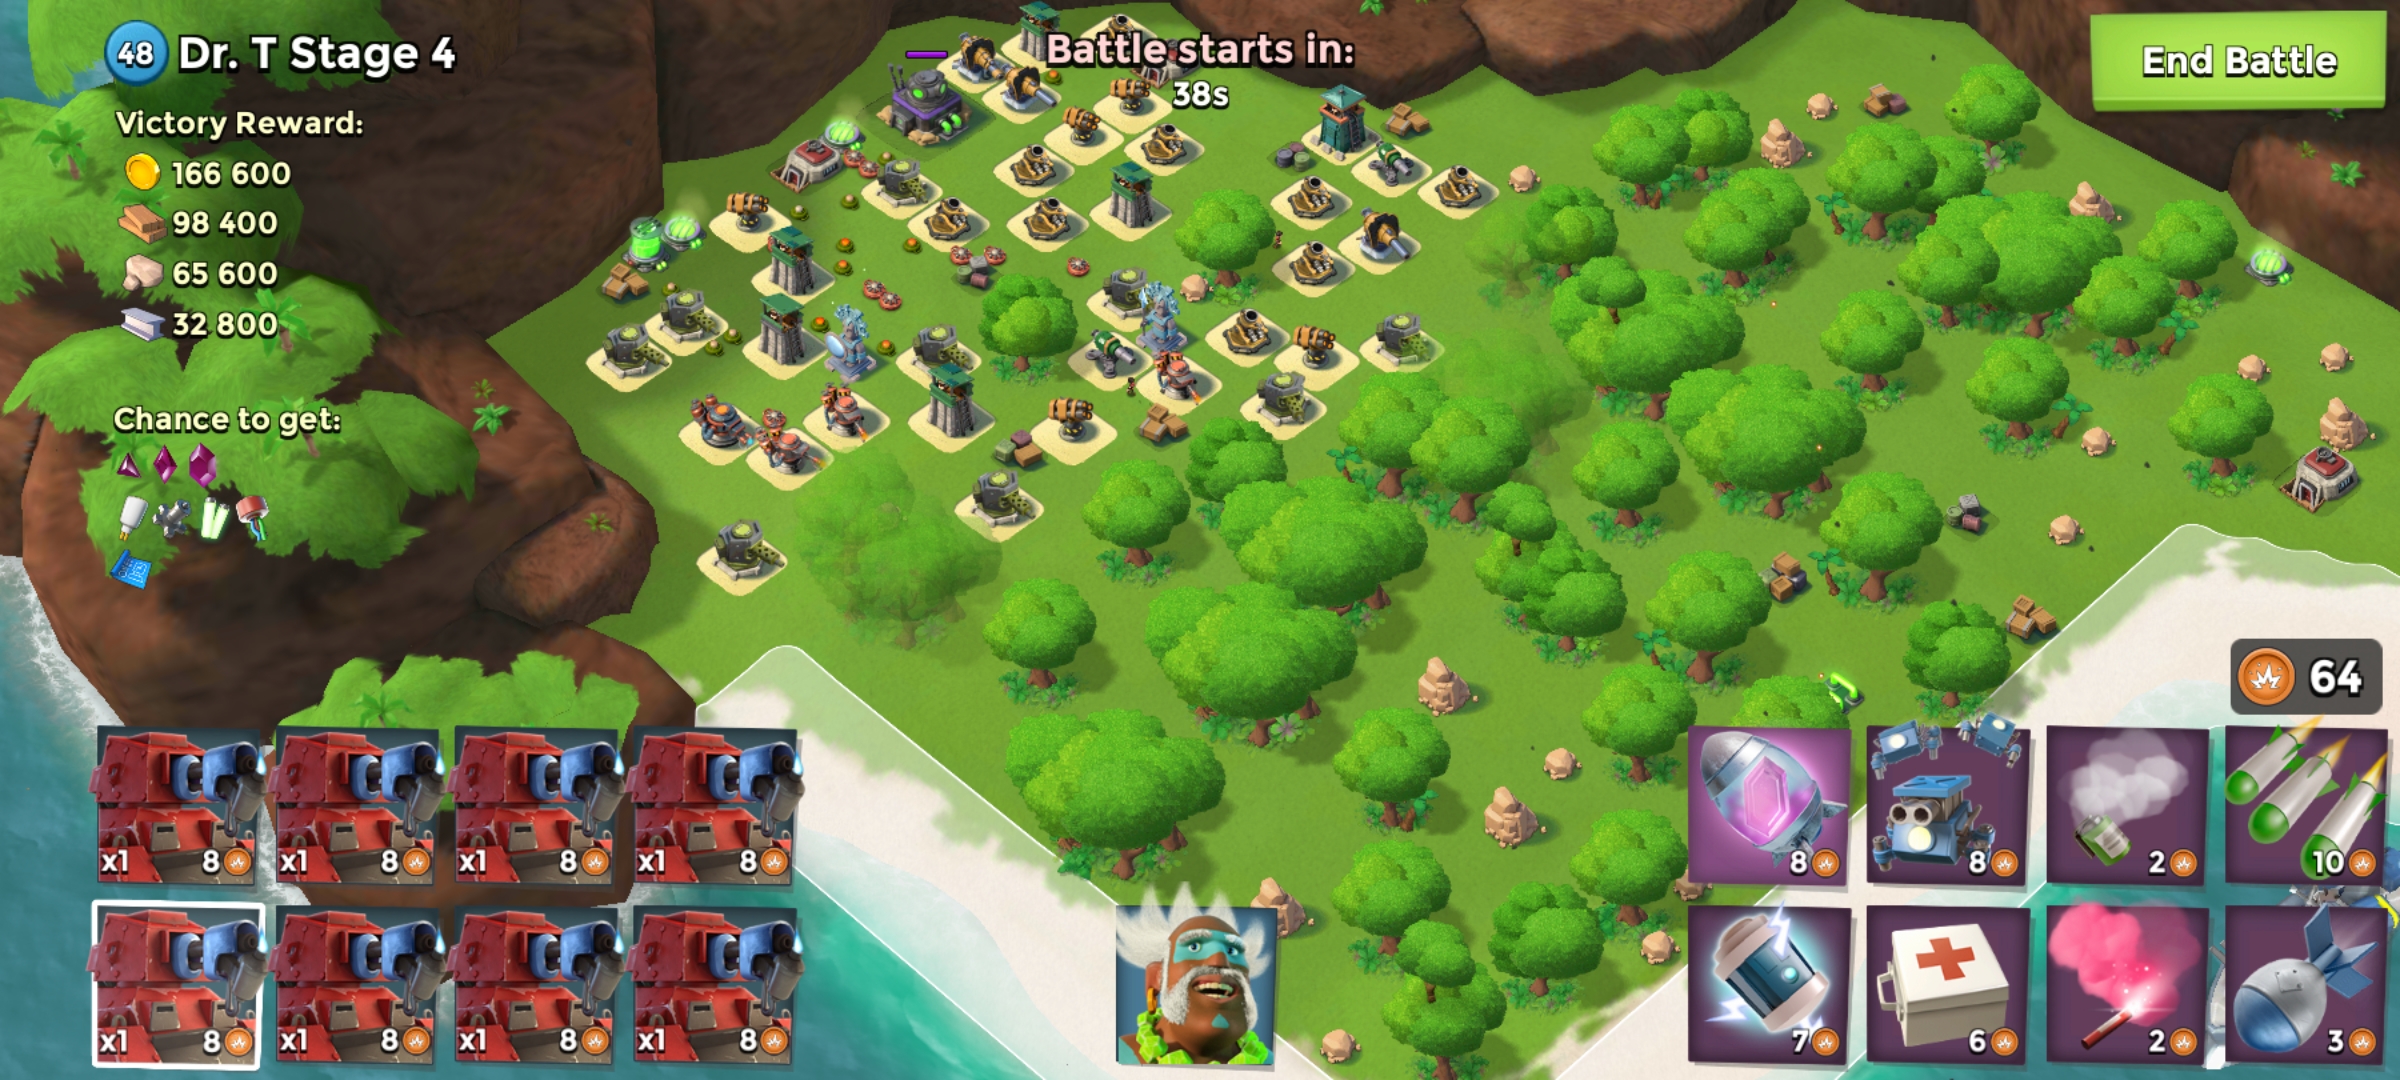 48 Dr. T Stage 4
Battle starts in:
38s
End Battle
Victory Reward:
166 600
98 400
65 600
32 800
Chance to get:
64
x1 8
x1 8
x1 8
x1 8
8
8
2
10
x1 8
x1 8
x1 8
x1 8
7
6
2
3